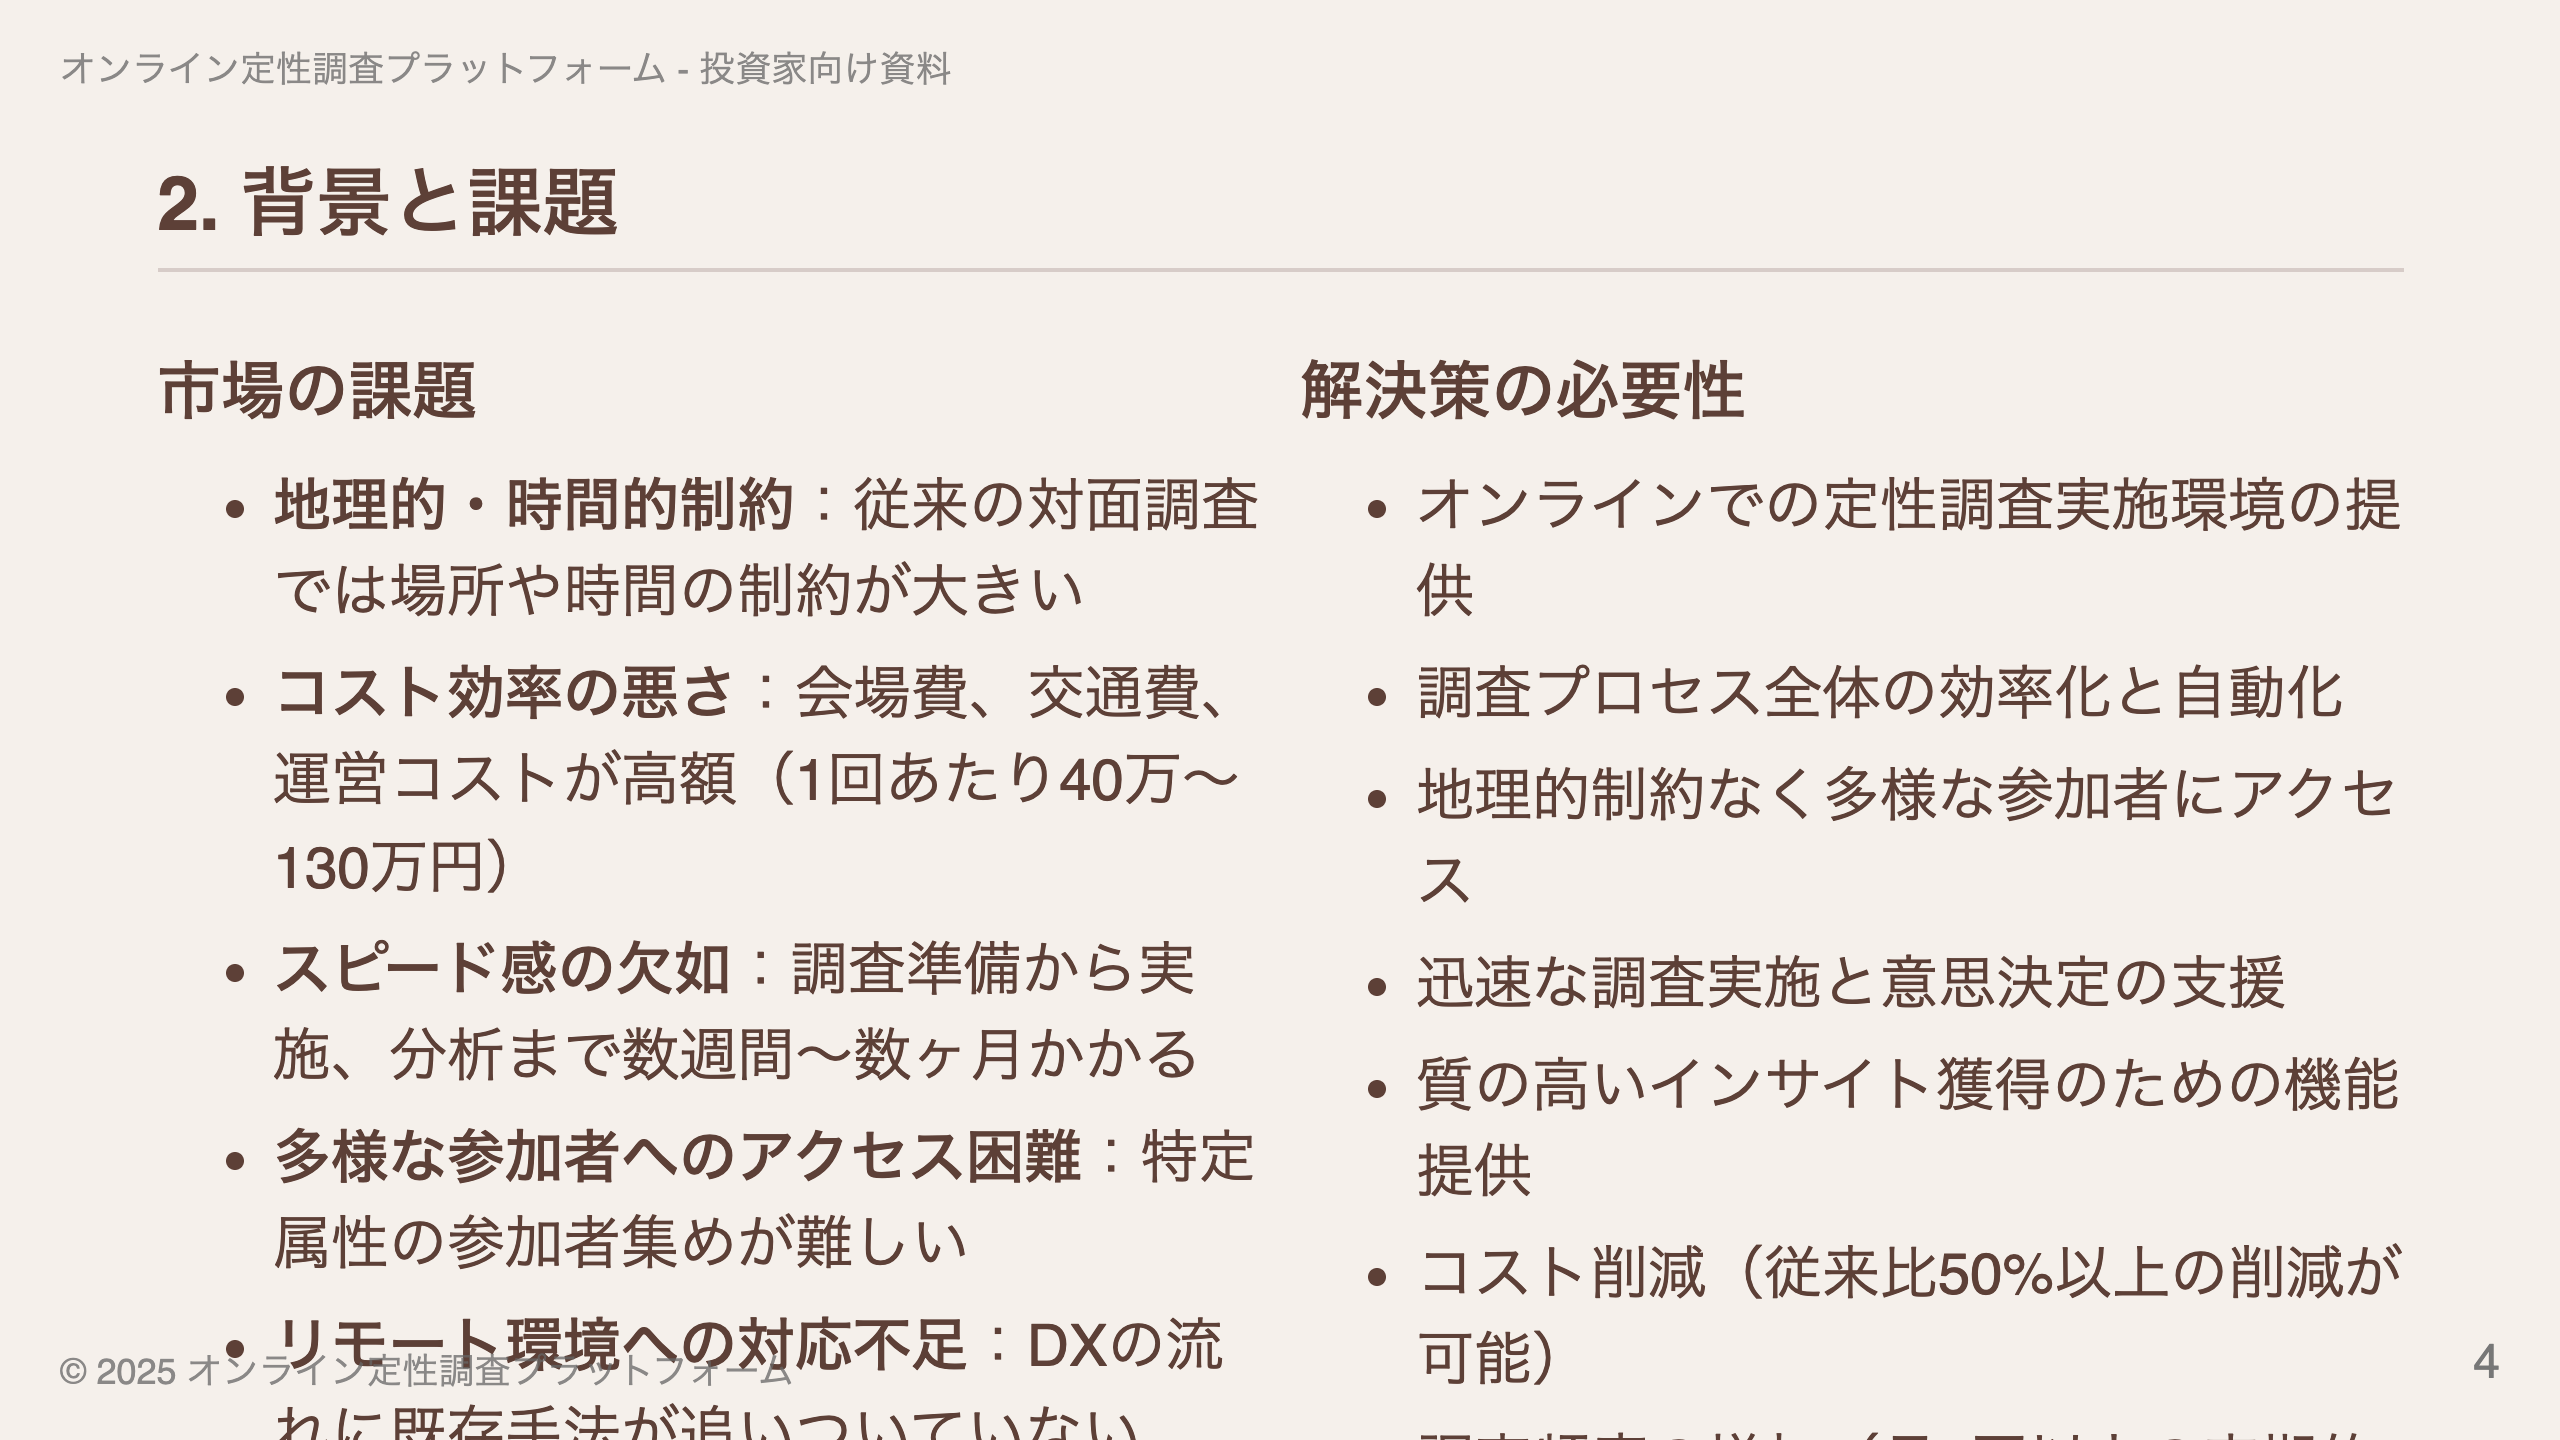 オンライン定性調査プラットフォーム - 投資家向け資料
2. 背景と課題
市場の課題
• 地理的・時間的制約：従来の対面調査
では場所や時間の制約が大きい
• コスト効率の悪さ：会場費、交通費、
運営コストが高額（1回あたり40万〜
130万円）
• スピード感の欠如：調査準備から実
施、分析まで数週間〜数ヶ月かかる
• 多様な参加者へのアクセス困難：特定
属性の参加者集めが難しい
• リモート環境への対応不足：DXの流
れに既存手法が追いついていない
解決策の必要性
• オンラインでの定性調査実施環境の提
供
• 調査プロセス全体の効率化と自動化
• 地理的制約なく多様な参加者にアクセ
ス
• 迅速な調査実施と意思決定の支援
• 質の高いインサイト獲得のための機能
提供
• コスト削減（従来比50%以上の削減が
可能）
© 2025 オンライン定性調査プラットフォーム
4